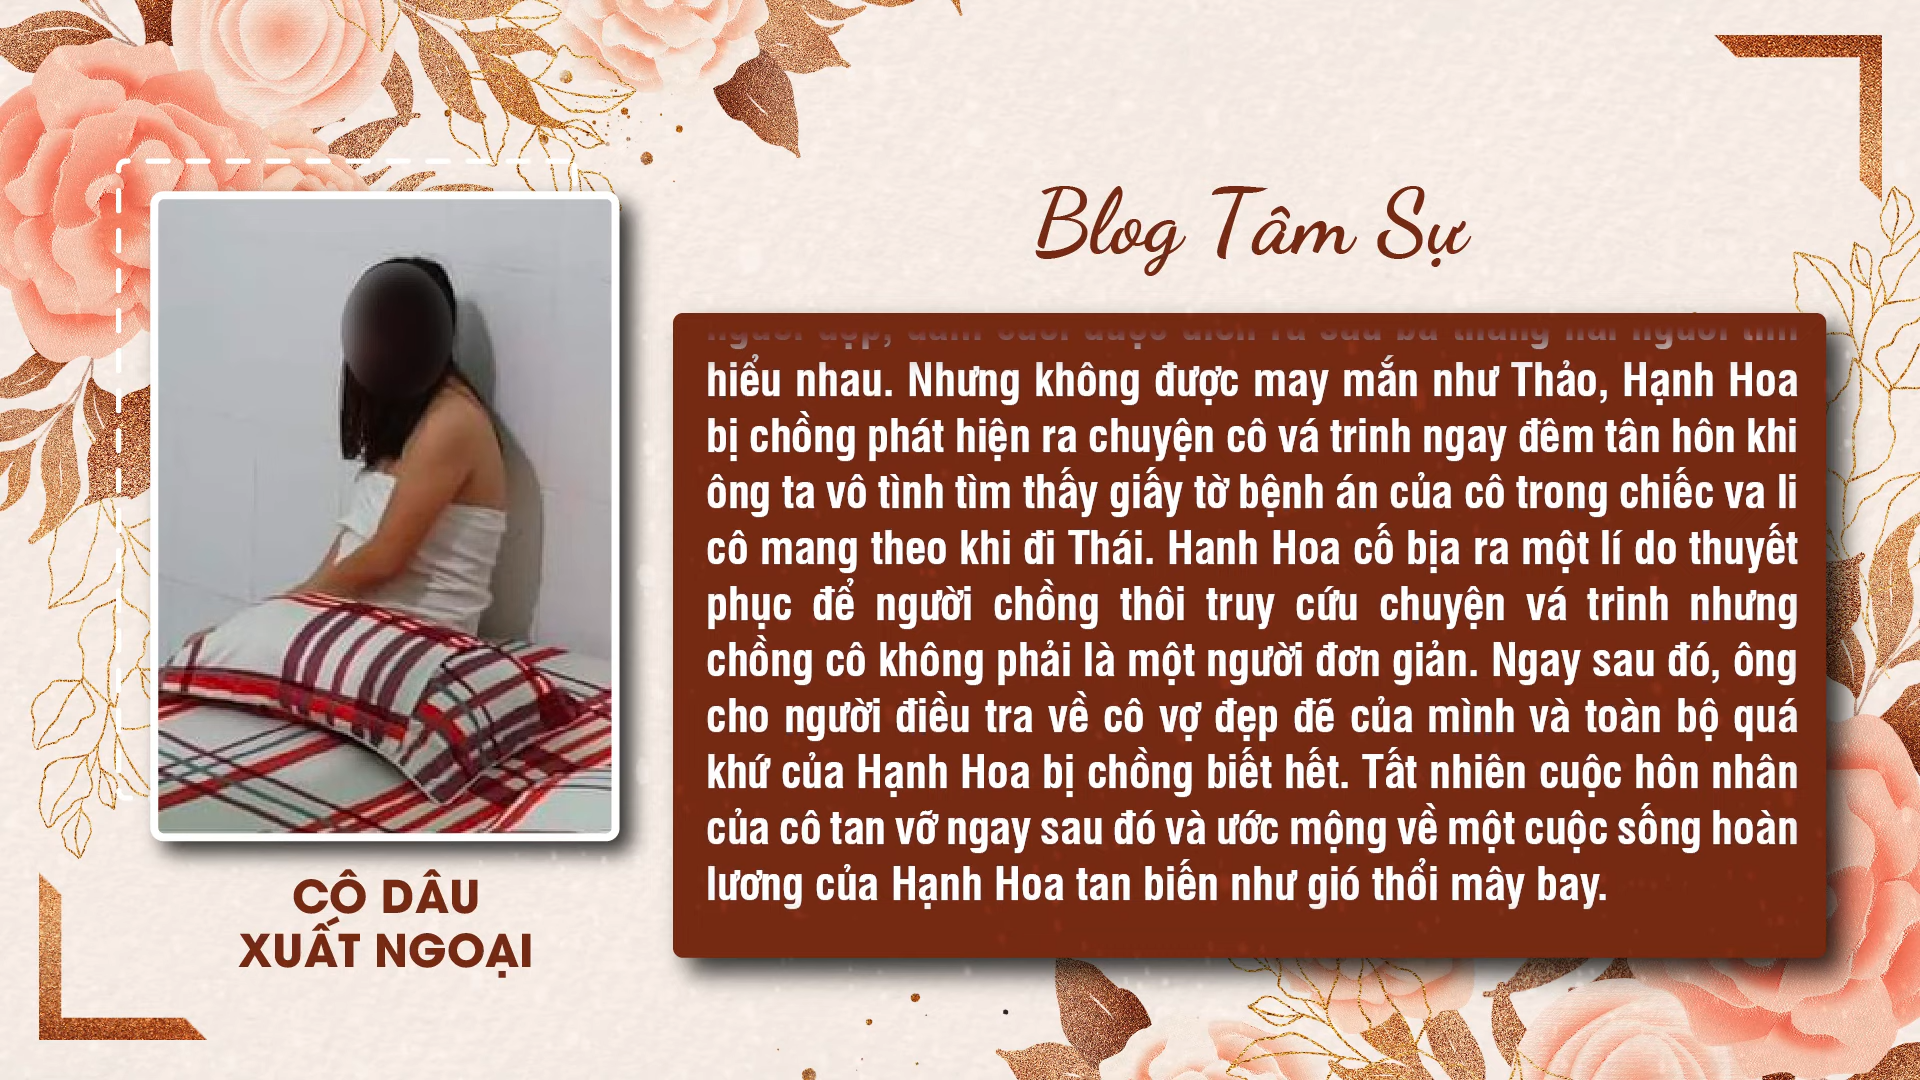 Blog Tâm Sự
hiểu nhau. Nhưng không được may mắn như Thảo, Hạnh Hoa
bị chồng phát hiện ra chuyện cô vá trinh ngay đêm tân hôn khi
ông ta vô tình tìm thấy giấy tờ bệnh án của cô trong chiếc va li
cô mang theo khi đi Thái. Hanh Hoa cố bịa ra một lí do thuyết
phục để người chồng thôi truy cứu chuyện vá trinh nhưng
chồng cô không phải là một người đơn giản. Ngay sau đó, ông
cho người điều tra về cô vợ đẹp đẽ của mình và toàn bộ quá
khứ của Hạnh Hoa bị chồng biết hết. Tất nhiên cuộc hôn nhân
của cô tan vỡ ngay sau đó và ước mộng về một cuộc sống hoàn
lương của Hạnh Hoa tan biến như gió thổi mây bay.
CÔ DÂU
XUẤT NGOẠI